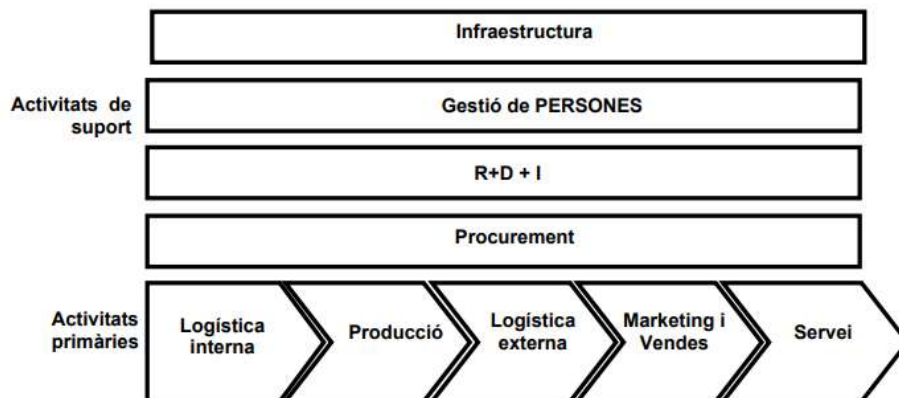 Infraestructura
Activitats de
suport
Gestió de PERSONES
R+D + I
Procurement
Activitats
primàries
Logística
interna
Producció
Logística
externa
Marketing i
Vendes
Servei